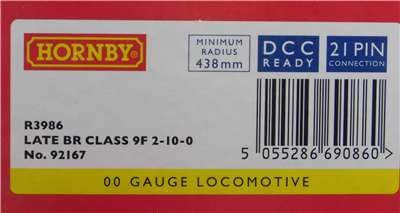 HORNBY
MINIMUM
RADIUS
438mm
DCC
READY
21 PIN
CONNECTION
R3986
LATE BR CLASS 9F 2-10-0
No. 92167
5 055286 690860 >
00 GAUGE LOCOMOTIVE